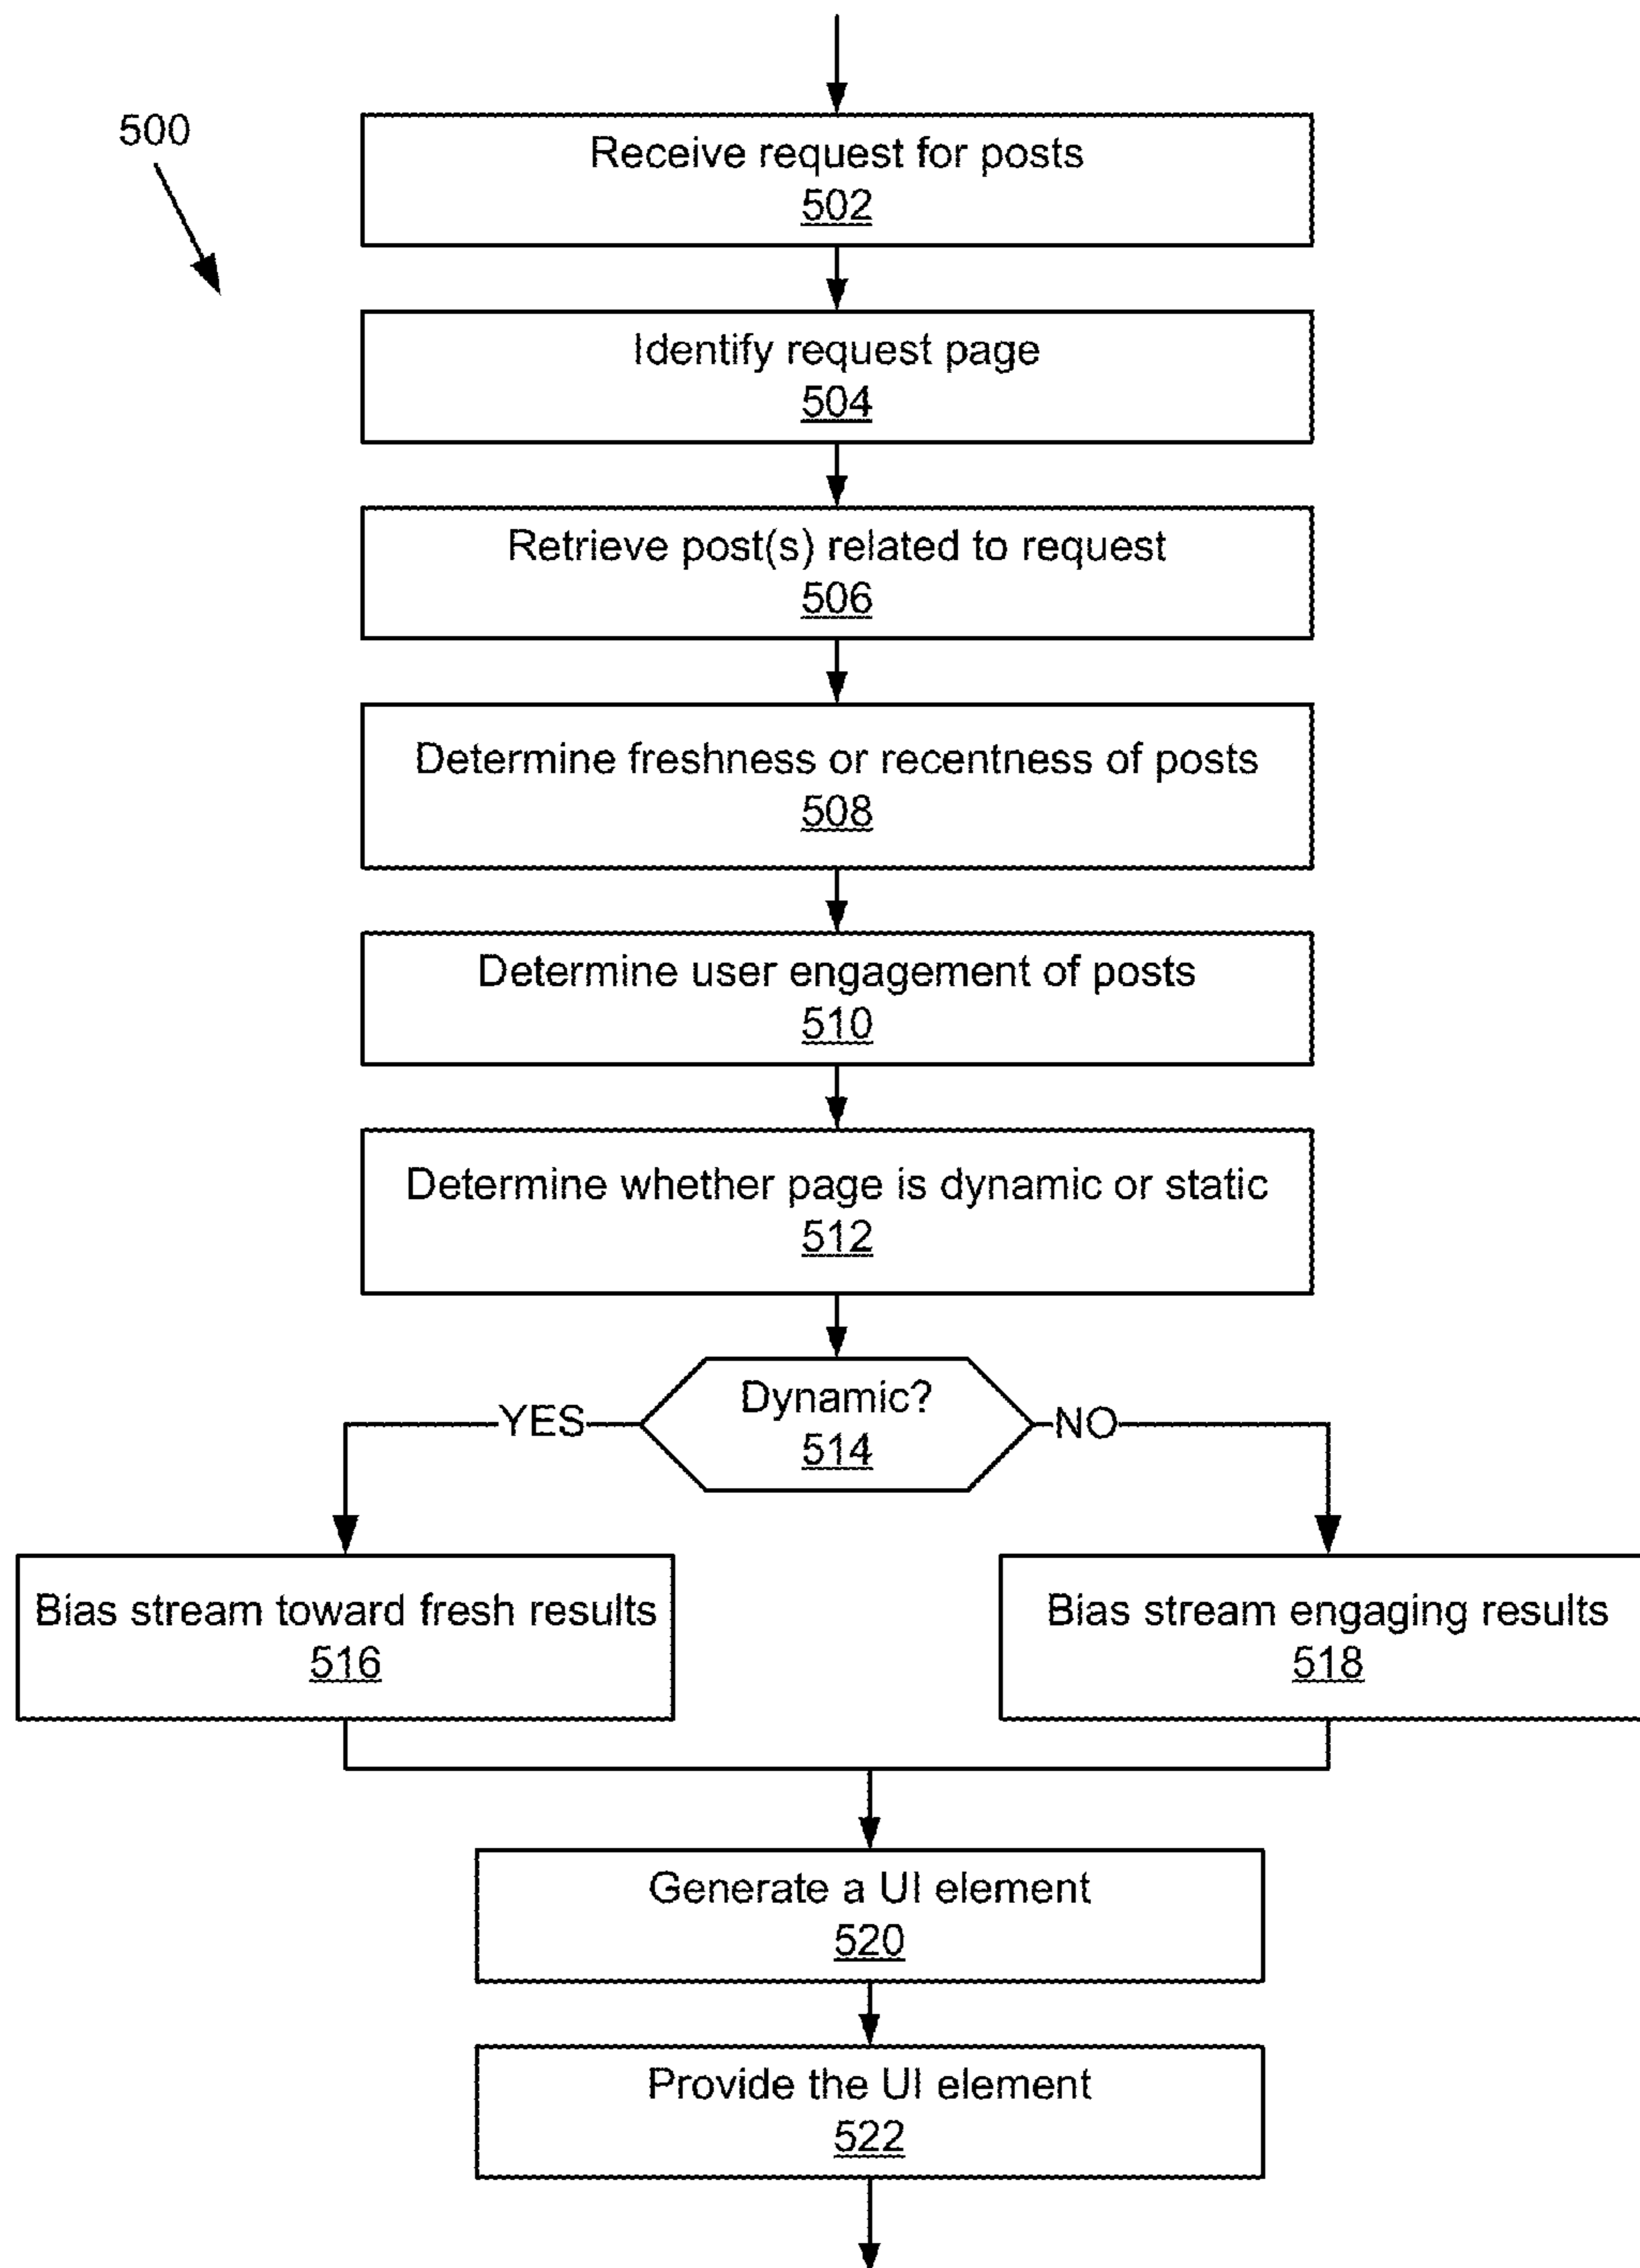 500
Receive request for posts
502
Identify request page
504
Retrieve post(s) related to request
506
Determine freshness or recentness of posts
508
Determine user engagement of posts
510
Determine whether page is dynamic or static
512
Dynamic?
514
YES
NO
Bias stream toward fresh results
516
Bias stream engaging results
518
Generate a UI element
520
Provide the UI element
522